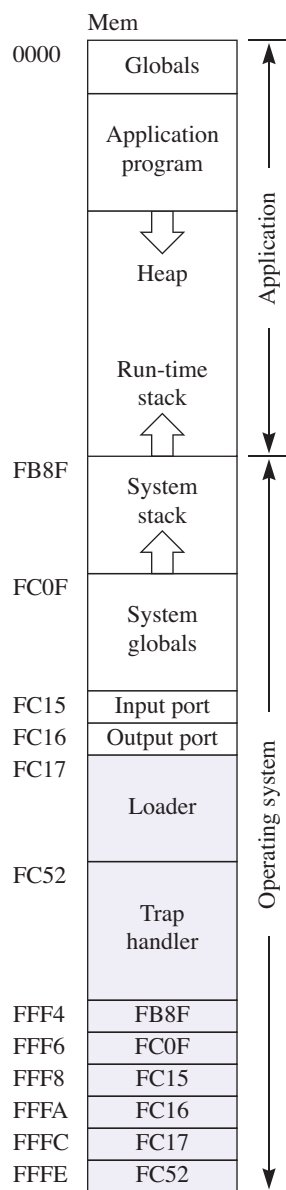 Mem
0000
Globals
Application
program
Heap
Run-time
stack
Application
FB8F
System
stack
FC0F
System
globals
FC15
Input port
FC16
Output port
FC17
Loader
Operating system
FC52
Trap
handler
FFF4 FB8F
FFF6 FC0F
FFF8 FC15
FFFA FC16
FFFC FC17
FFFE FC52